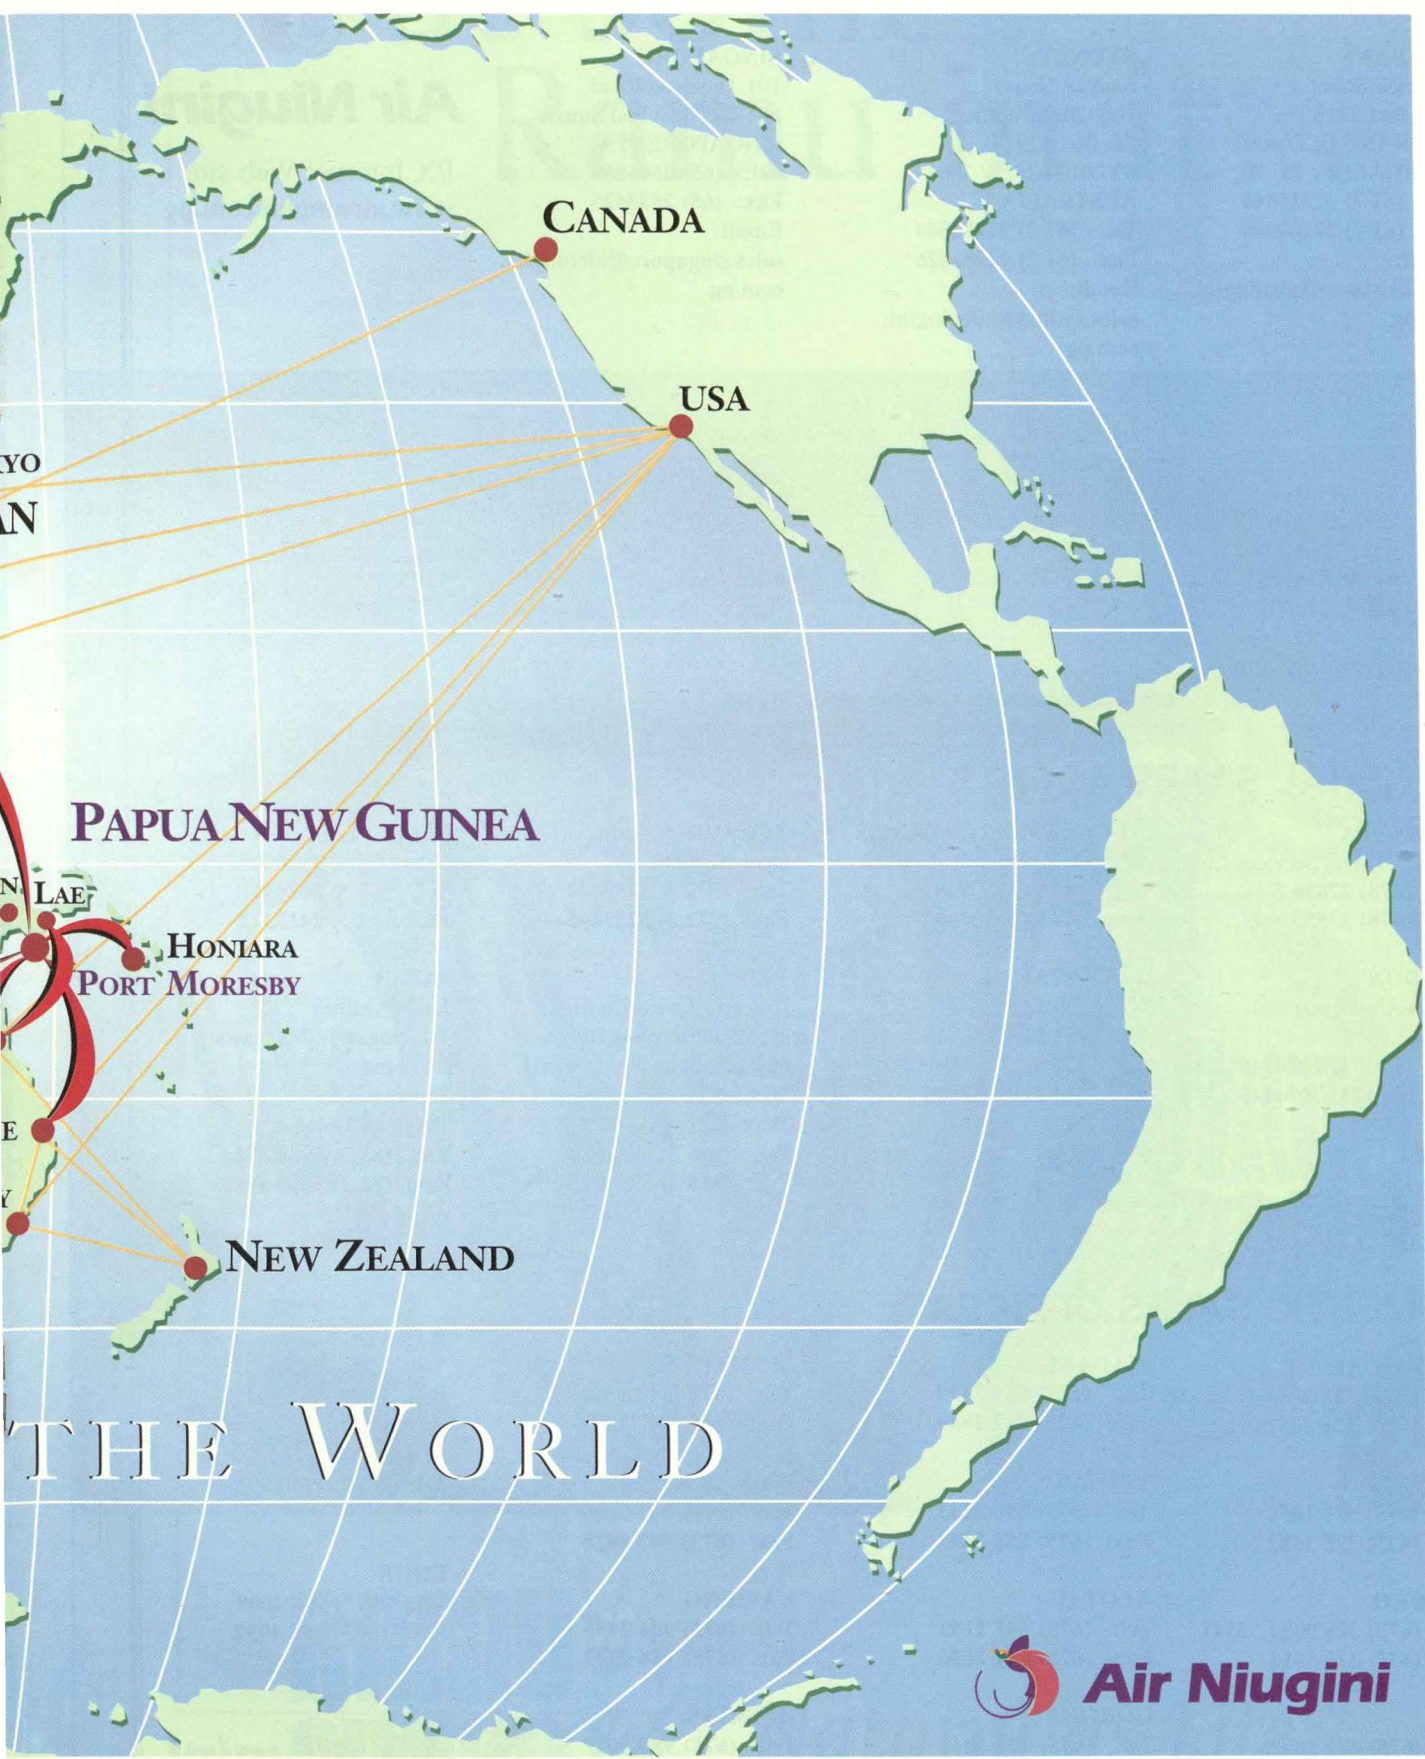 CANADA
USA
YO
AN
PAPUA NEW GUINEA
N
LAE
HONIARA
PORT MORESBY
E
Y
NEW ZEALAND
THE WORLD
Air Niugini